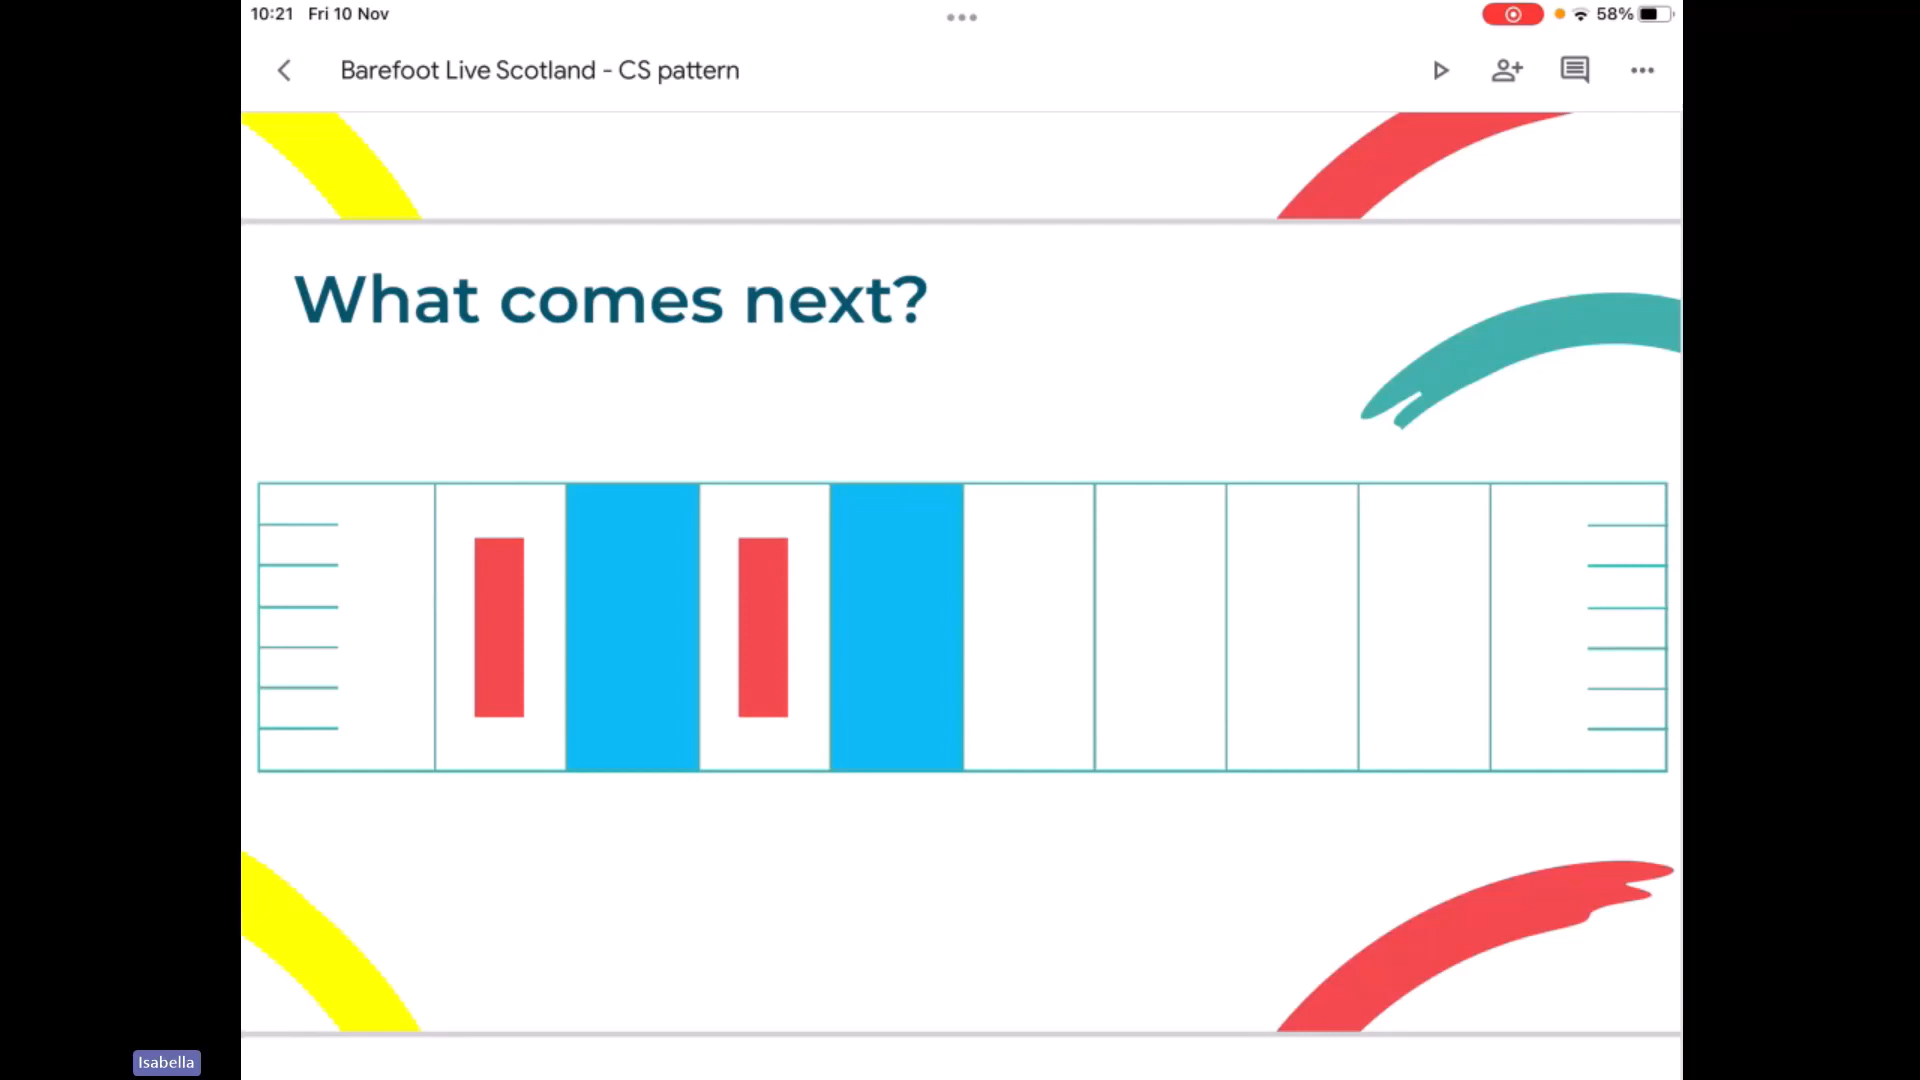 10:21 Fri 10 Nov
58%
Barefoot Live Scotland - CS pattern
What comes next?
Isabella